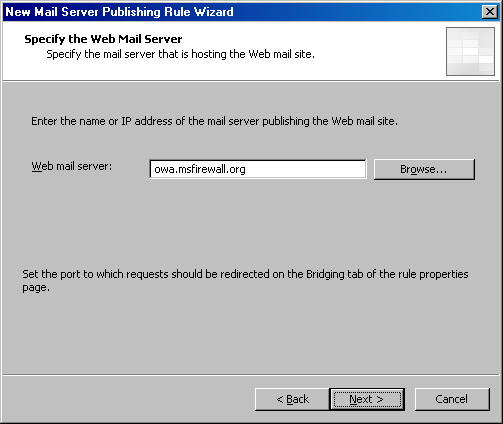 New Mail Server Publishing Rule Wizard
Specify the Web Mail Server
Specify the mail server that is hosting the Web mail site.
Enter the name or IP address of the mail server publishing the Web mail site.
Web mail server:
owa.msfirewall.org
Browse...
Set the port to which requests should be redirected on the Bridging tab of the rule properties
page.
< Back
Next >
Cancel